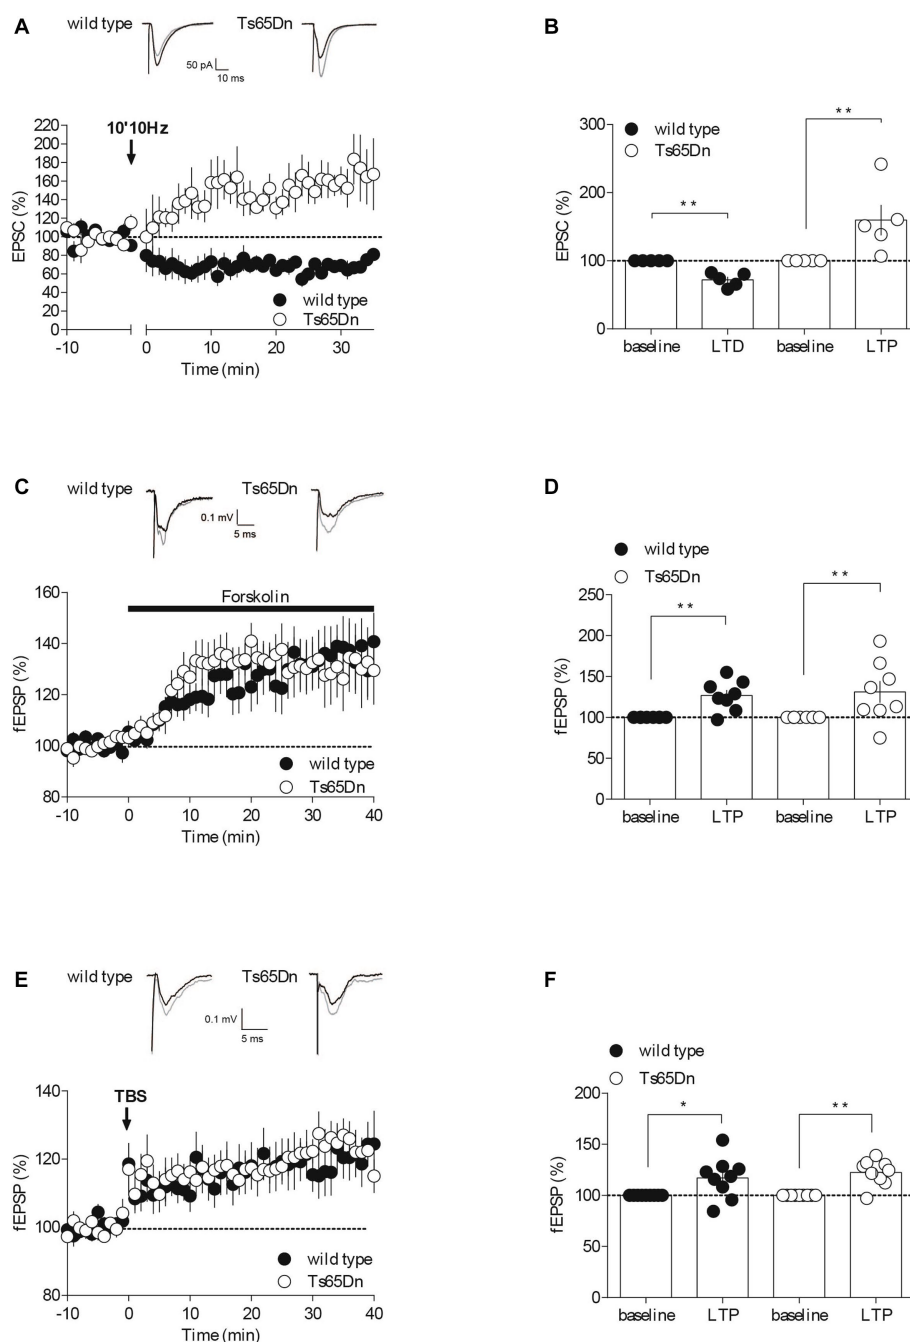 A
wild type
Ts65Dn
50 pA
10 ms
10'10Hz
EPSC (%)
220
200
180
160
140
120
100
80
60
40
20
0
wild type
Ts65Dn
-10
0
10
20
30
Time (min)
B
wild type
Ts65Dn
EPSC (%)
300
200
100
0
* *
* *
baseline
LTD
baseline
LTP
C
wild type
Ts65Dn
0.1 mV
5 ms
Forskolin
fEPSP (%)
160
140
120
100
80
wild type
Ts65Dn
-10
0
10
20
30
40
Time (min)
D
wild type
Ts65Dn
fEPSP (%)
250
200
150
100
50
0
* *
* *
baseline
LTP
baseline
LTP
E
wild type
Ts65Dn
0.1 mV
5 ms
TBS
fEPSP (%)
140
120
100
80
wild type
Ts65Dn
-10
0
10
20
30
40
Time (min)
F
wild type
Ts65Dn
fEPSP (%)
200
150
100
50
0
*
* *
baseline
LTP
baseline
LTP